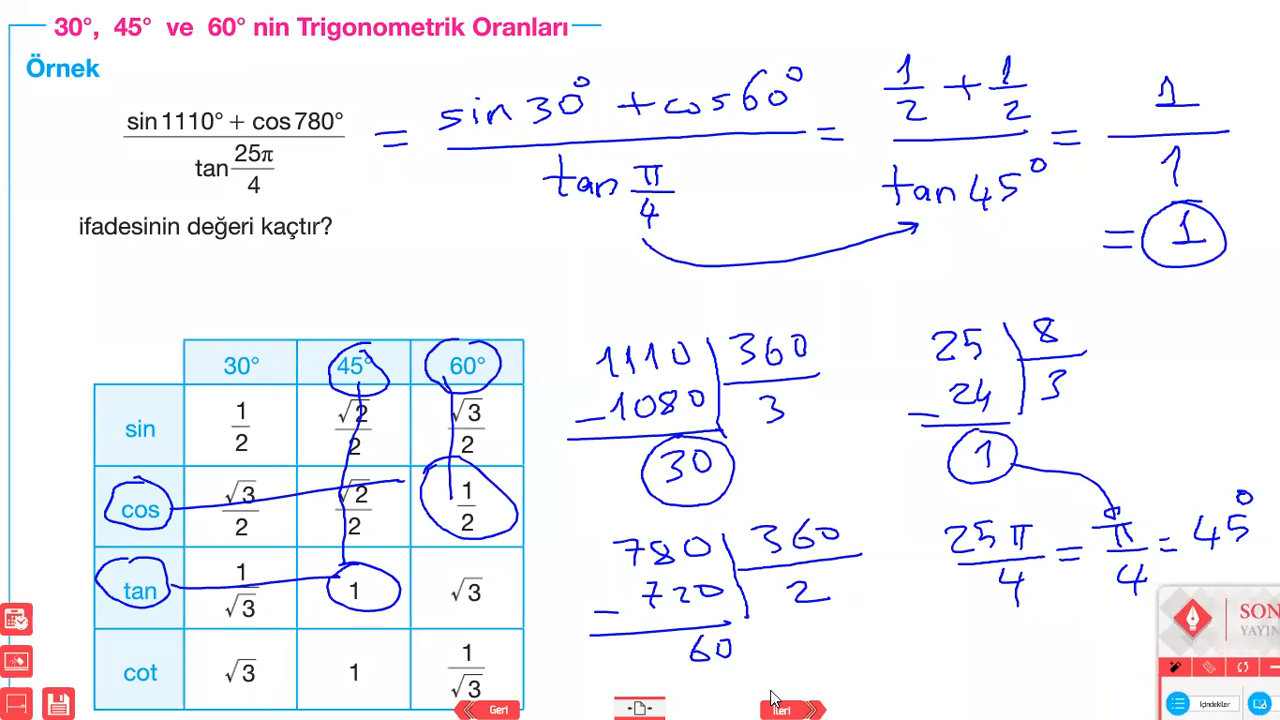 30°, 45° ve 60° nin Trigonometrik Oranları
Örnek
sin 1110° + cos 780° / tan 25π/4 = sin 30° + cos 60° / tan π/4 = 1/2 + 1/2 / tan 45° = 1/1
= 1
ifadesinin değeri kaçtır?
30° 45° 60°
sin 1/2 √2/2 √3/2
cos √3/2 √2/2 1/2
tan 1/√3 1 √3
cot √3 1 1/√3
1110 | 360
- 1080 | 3
30
780 | 360
- 720 | 2
60
25 | 8
- 24 | 3
1
25π/4 = π/4 = 45°
SON
YAYIN
Geri
İleri
İçindekiler